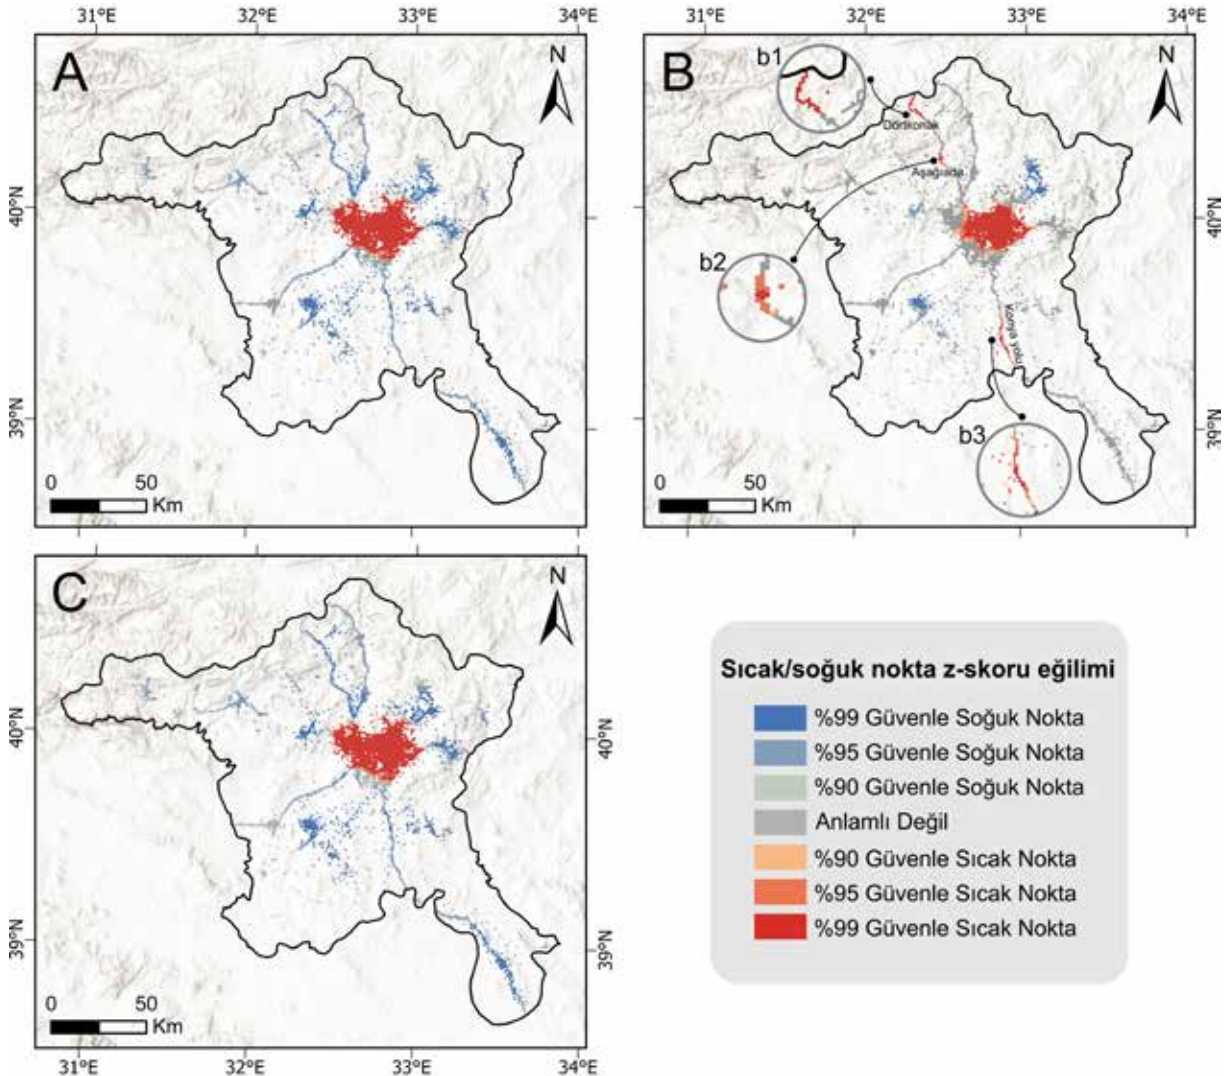 31°E 32°E 33°E 34°E
31°E 32°E 33°E 34°E
A
N
40°N
39°N
0 50
Km
B
N
b1
Dörtkonak
Aşağıada
b2
Konya yolu
b3
40°N
39°N
0 50
Km
C
N
40°N
40°N
39°N
39°N
0 50
Km
31°E 32°E 33°E 34°E
Sıcak/soğuk nokta z-skoru eğilimi
%99 Güvenle Soğuk Nokta
%95 Güvenle Soğuk Nokta
%90 Güvenle Soğuk Nokta
Anlamlı Değil
%90 Güvenle Sıcak Nokta
%95 Güvenle Sıcak Nokta
%99 Güvenle Sıcak Nokta